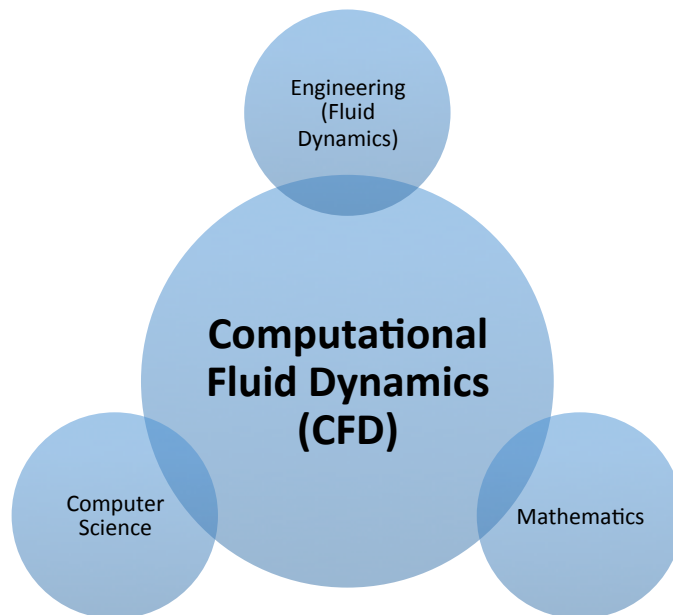 Engineering
(Fluid
Dynamics)
Computational
Fluid Dynamics
(CFD)
Computer
Science
Mathematics